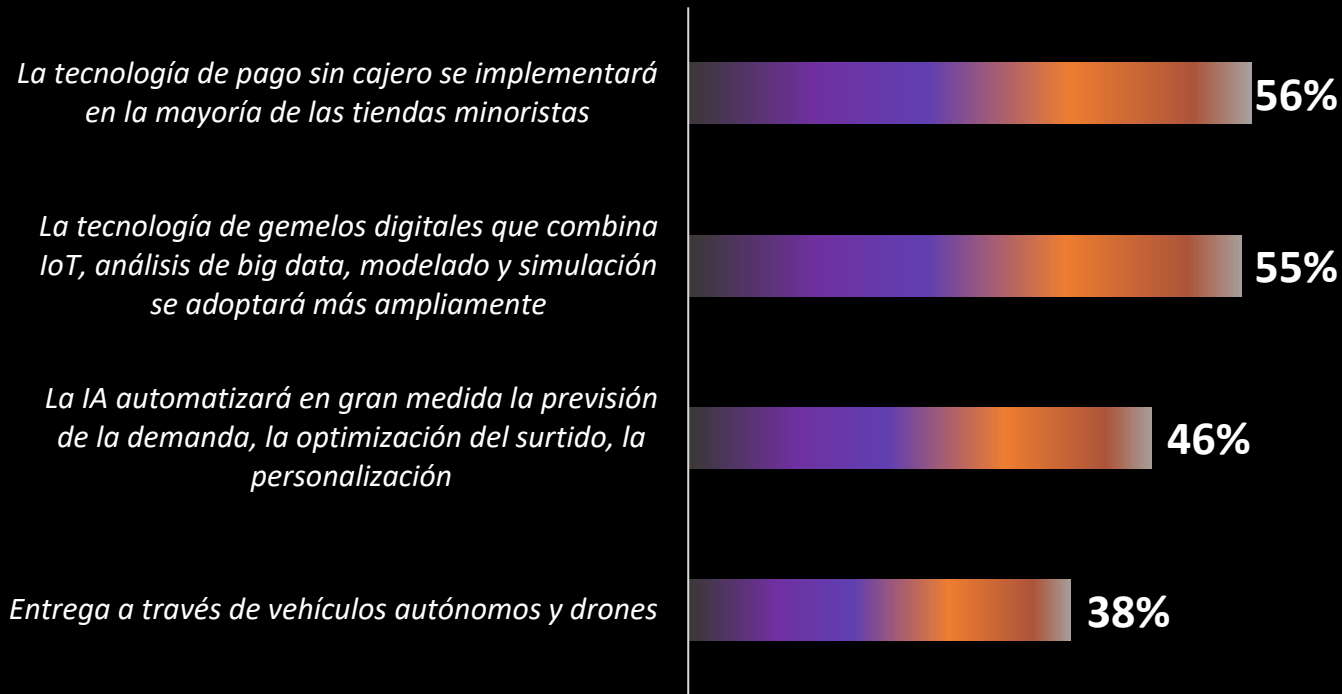 La tecnología de pago sin cajero se implementará
en la mayoría de las tiendas minoristas
56%
La tecnología de gemelos digitales que combina
IoT, análisis de big data, modelado y simulación
se adoptará más ampliamente
55%
La IA automatizará en gran medida la previsión
de la demanda, la optimización del surtido, la
personalización
46%
Entrega a través de vehículos autónomos y drones
38%